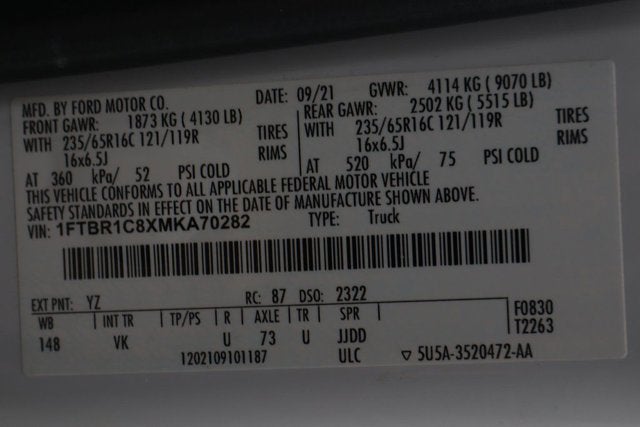 MFD. BY FORD MOTOR CO. DATE: 09/21 GVWR: 4114 KG ( 9070 LB)
FRONT GAWR: 1873 KG ( 4130 LB) REAR GAWR: 2502 KG ( 5515 LB)
WITH 235/65R16C 121/119R TIRES WITH 235/65R16C 121/119R TIRES
16x6.5J RIMS 16x6.5J RIMS
AT 360 kPa/ 52 PSI COLD AT 520 kPa/ 75 PSI COLD
THIS VEHICLE CONFORMS TO ALL APPLICABLE FEDERAL MOTOR VEHICLE
SAFETY STANDARDS IN EFFECT ON THE DATE OF MANUFACTURE SHOWN ABOVE.
VIN: 1FTBR1C8XMKA70282 TYPE: Truck
EXT PNT: YZ RC: 87 DSO: 2322
WB | INT TR | TP/PS | R | AXLE | TR | SPR F0830
148 VK U 73 U JJDD T2263
1202109101187 ULC ▽ 5U5A-3520472-AA